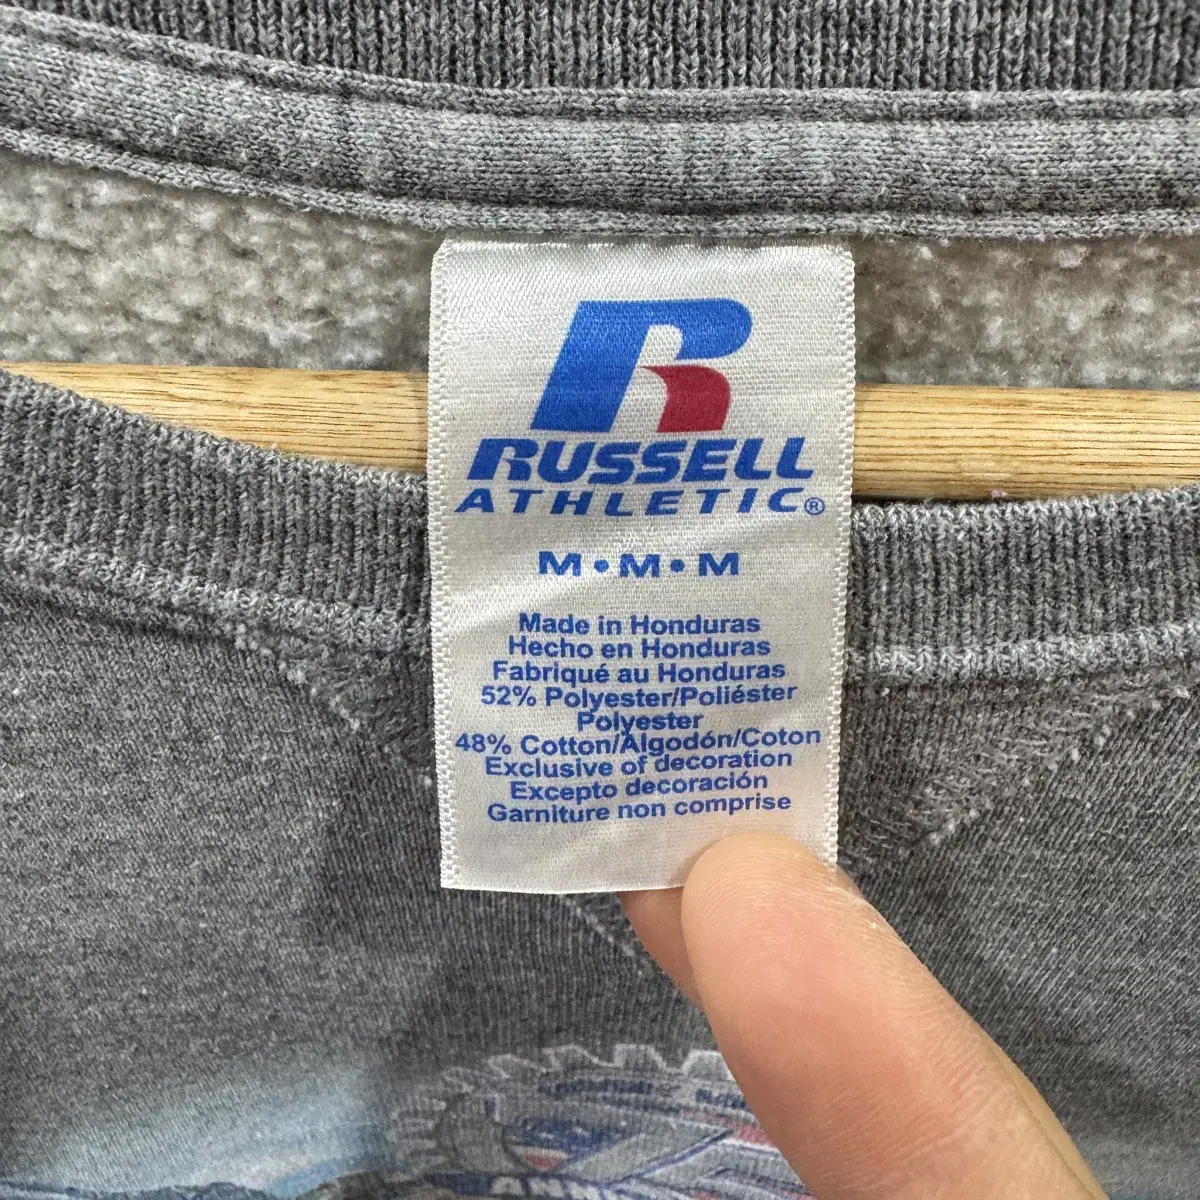 RUSSELL
ATHLETIC®
M • M • M
Made in Honduras
Hecho en Honduras
Fabriqué au Honduras
52% Polyester/Poliéster
Polyester
48% Cotton/Algodón/Coton
Exclusive of decoration
Excepto decoración
Garniture non comprise